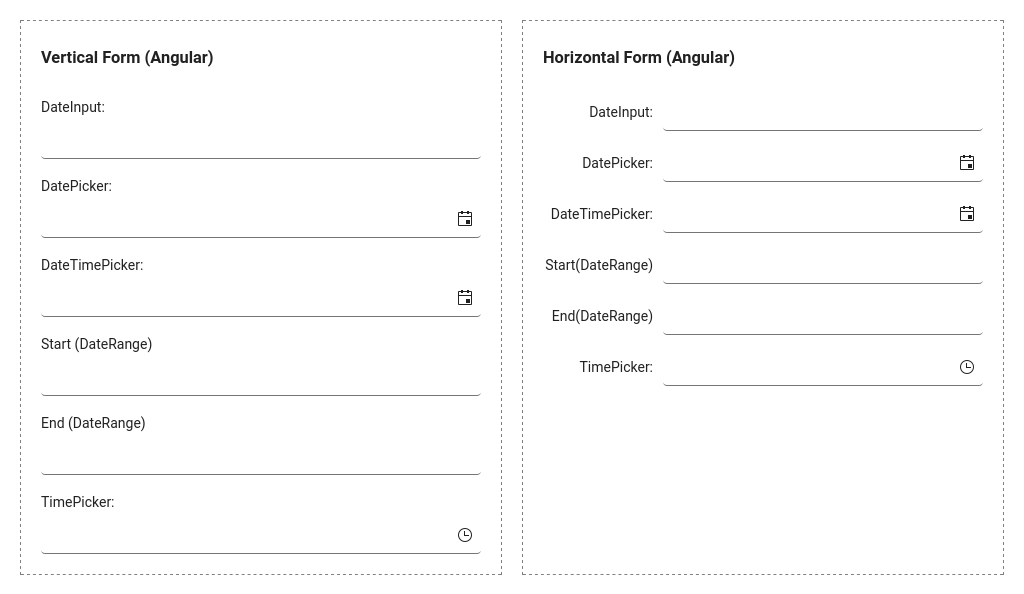 Vertical Form (Angular)
DateInput:
DatePicker:
DateTimePicker:
Start (DateRange)
End (DateRange)
TimePicker:
Horizontal Form (Angular)
DateInput:
DatePicker:
DateTimePicker:
Start(DateRange)
End(DateRange)
TimePicker: